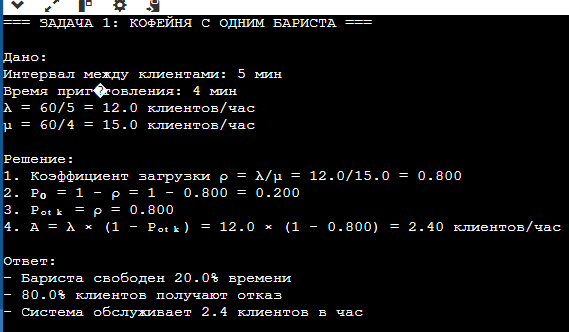 === ЗАДАЧА 1: КОФЕЙНЯ С ОДНИМ БАРИСТА ===
Дано:
Интервал между клиентами: 5 мин
Время приг�товления: 4 мин
λ = 60/5 = 12.0 клиентов/час
μ = 60/4 = 15.0 клиентов/час
Решение:
1. Коэффициент загрузки ρ = λ/μ = 12.0/15.0 = 0.800
2. P₀ = 1 - ρ = 1 - 0.800 = 0.200
3. Pₒₜₖ = ρ = 0.800
4. A = λ × (1 - Pₒₜₖ) = 12.0 × (1 - 0.800) = 2.40 клиентов/час
Ответ:
- Бариста свободен 20.0% времени
- 80.0% клиентов получают отказ
- Система обслуживает 2.4 клиентов в час